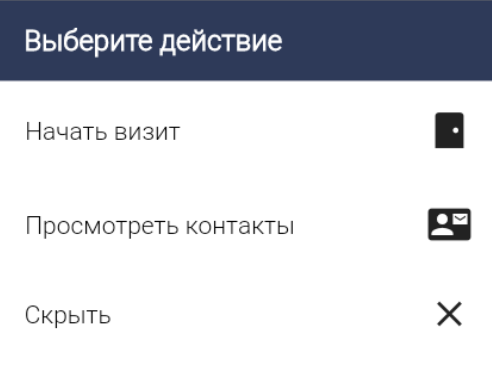 Выберите действие
Начать визит
Просмотреть контакты
Скрыть